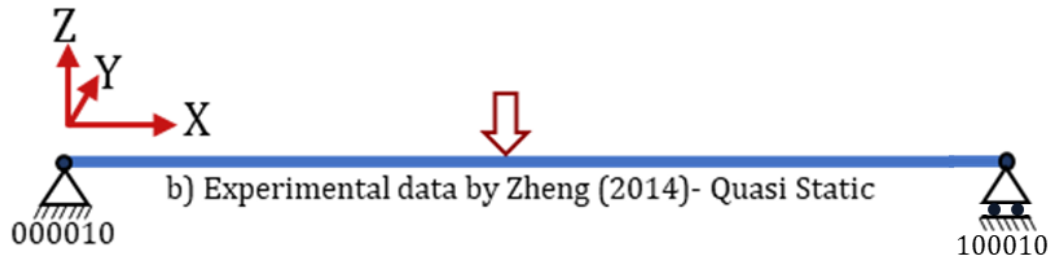 Z
Y
X
b) Experimental data by Zheng (2014)- Quasi Static
000010
100010